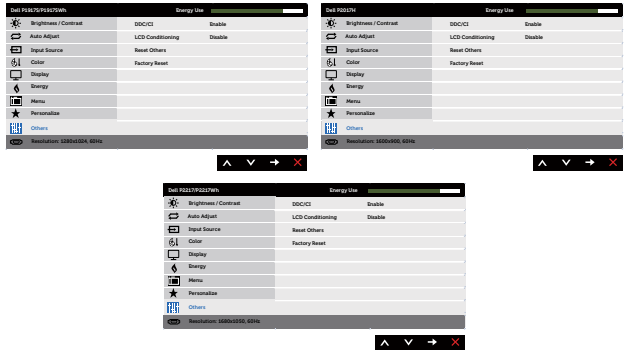 Dell P1917S/P1917SWh Energy Use
Brightness / Contrast DDC/CI Enable
Auto Adjust LCD Conditioning Disable
Input Source Reset Others
Color Factory Reset
Display
Energy
Menu
Personalize
Others
Resolution: 1280x1024, 60Hz
Dell P2017H Energy Use
Brightness / Contrast DDC/CI Enable
Auto Adjust LCD Conditioning Disable
Input Source Reset Others
Color Factory Reset
Display
Energy
Menu
Personalize
Others
Resolution: 1600x900, 60Hz
Dell P2217/P2217Wh Energy Use
Brightness / Contrast DDC/CI Enable
Auto Adjust LCD Conditioning Disable
Input Source Reset Others
Color Factory Reset
Display
Energy
Menu
Personalize
Others
Resolution: 1680x1050, 60Hz